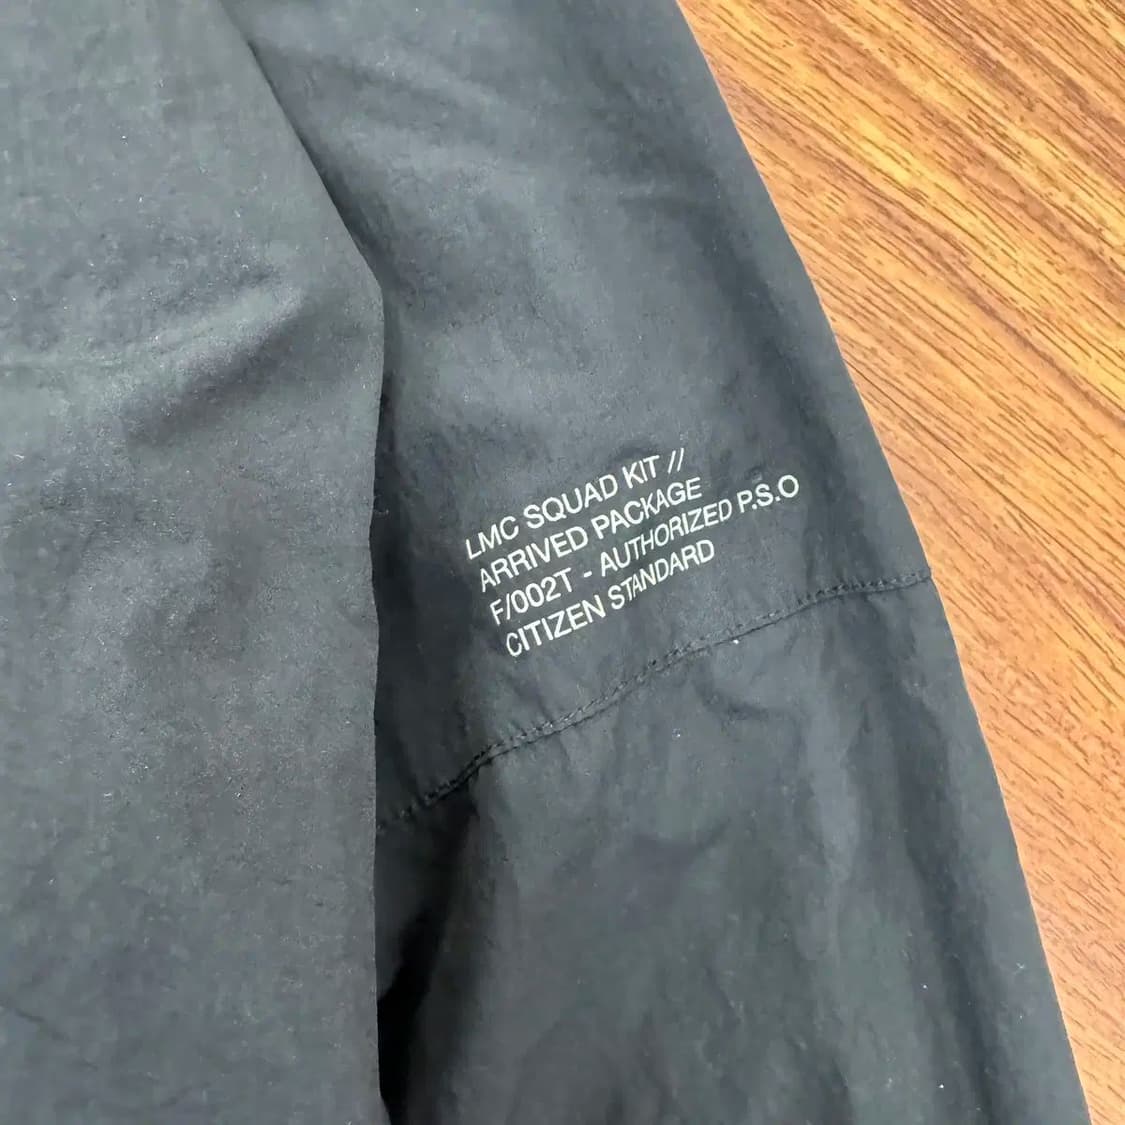 LMC SQUAD KIT //
ARRIVED PACKAGE
F/002T - AUTHORIZED P.S.O
CITIZEN STANDARD